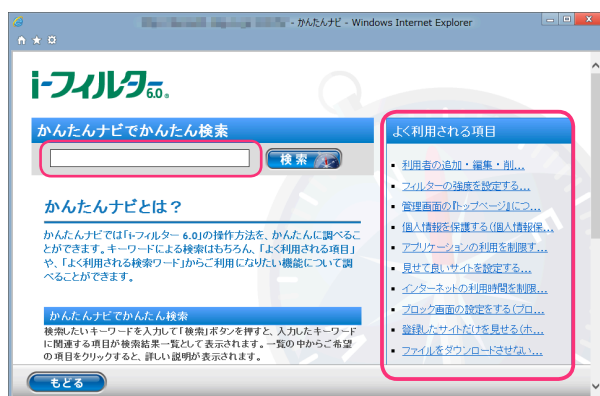 - かんたんナビ - Windows Internet Explorer
i-フィルター 6.0®
かんたんナビでかんたん検索
検索
かんたんナビとは？
かんたんナビでは「i-フィルター 6.0」の操作方法を、かんたんに調べるこ
とができます。キーワードによる検索はもちろん、「よく利用される項目」
や、「よく利用される検索ワード」からご利用になりたい機能について調
べることができます。
かんたんナビでかんたん検索
検索したいキーワードを入力して「検索」ボタンを押すと、入力したキーワード
に関連する項目が検索結果一覧として表示されます。一覧の中からご希望
の項目をクリックすると、詳しい説明が表示されます。
よく利用される項目
利用者の追加・編集・削...
フィルターの強度を設定する...
管理画面の『トップページ』につ...
個人情報を保護する（個人情報保...
アプリケーションの利用を制限す...
見せて良いサイトを設定する...
インターネットの利用時間を制限...
ブロック画面の設定をする（ブロ...
登録したサイトだけを見せる（ホ...
ファイルをダウンロードさせない...
もどる